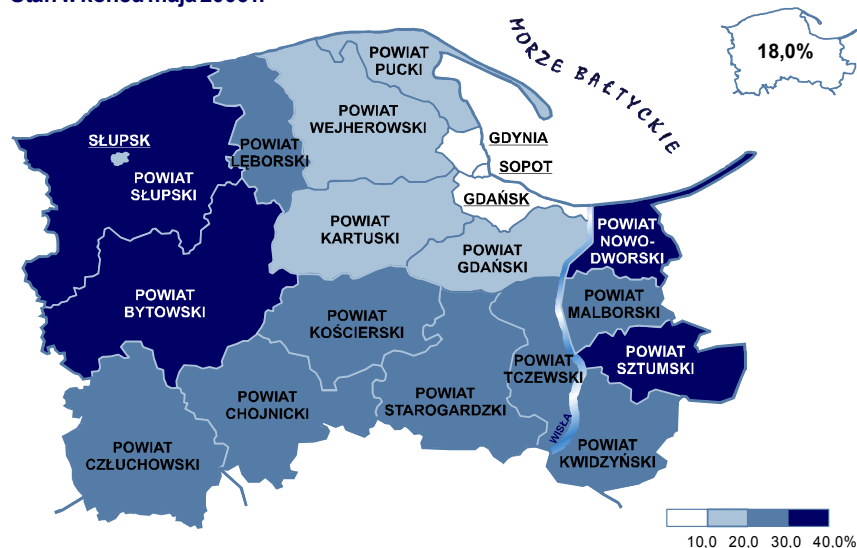 MORZE BAŁTYCKIE
18,0%
POWIAT
PUCKI
POWIAT
WEJHEROWSKI
GDYNIA
SOPOT
GDAŃSK
SŁUPSK
POWIAT
SŁUPSKI
POWIAT
LĘBORSKI
POWIAT
KARTUSKI
POWIAT
GDAŃSKI
POWIAT
NOWO-
DWORSKI
POWIAT
BYTOWSKI
POWIAT
KOŚCIERSKI
POWIAT
MALBORSKI
POWIAT
SZTUMSKI
POWIAT
TCZEWSKI
POWIAT
CHOJNICKI
POWIAT
STAROGARDZKI
WISŁA
POWIAT
CZŁUCHOWSKI
POWIAT
KWIDZYŃSKI
10,0 20,0 30,0 40,0%